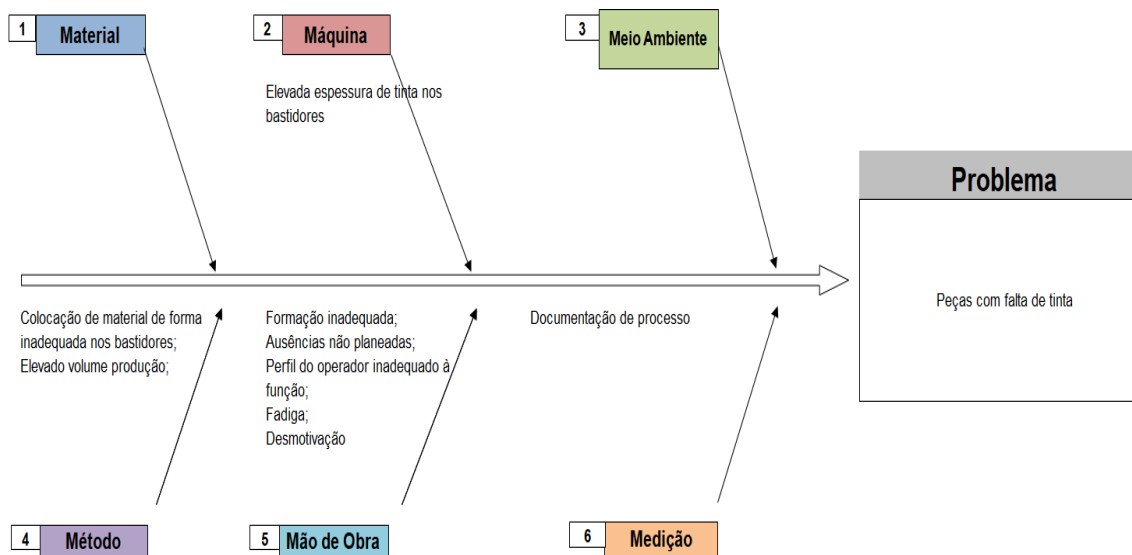 1 Material
2 Máquina
3 Meio Ambiente
Elevada espessura de tinta nos
bastidores
Problema
Peças com falta de tinta
Colocação de material de forma
inadequada nos bastidores;
Elevado volume produção;
Formação inadequada;
Ausências não planeadas;
Perfil do operador inadequado à
função;
Fadiga;
Desmotivação
Documentação de processo
4 Método
5 Mão de Obra
6 Medição